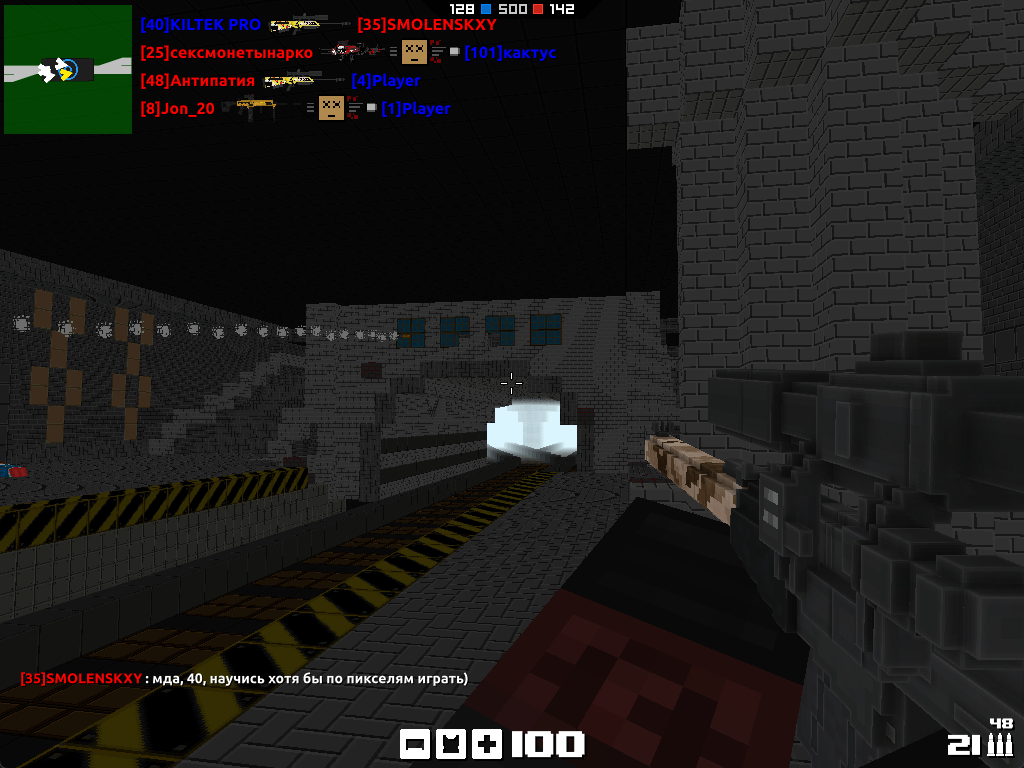 128 500 142
[40]KILTEK PRO [35]SMOLENSKXY
[25]сексмонетынарко [101]кактус
[48]Антипатия [4]Player
[8]Jon_20 [1]Player
[35]SMOLENSKXY : мда, 40, научись хотя бы по пикселям играть)
48
100 21